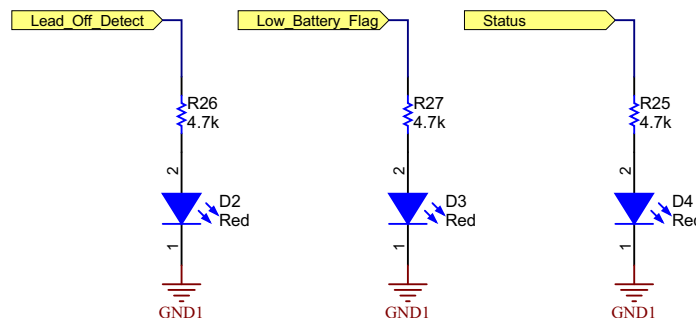 Lead_Off_Detect
Low_Battery_Flag
Status
R26
4.7k
R27
4.7k
R25
4.7k
2
2
2
D2
Red
D3
Red
D4
Red
1
1
1
GND1
GND1
GND1